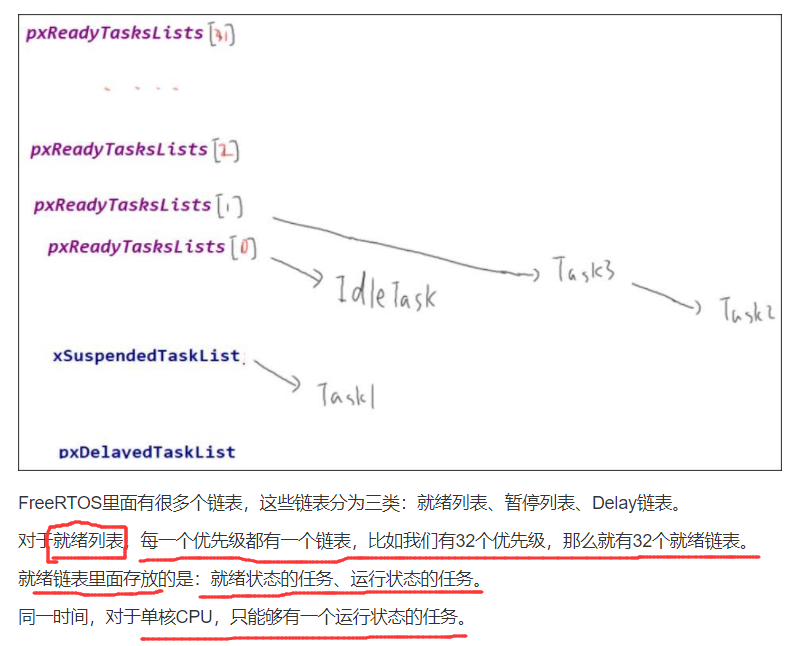 pxReadyTasksLists[31]
pxReadyTasksLists[2]
pxReadyTasksLists[1]
pxReadyTasksLists[0]
IdleTask
Task3
Task2
xSuspendedTaskList
Task1
pxDelayedTaskList
FreeRTOS里面有很多个链表，这些链表分为三类：就绪列表、暂停列表、Delay链表。
对于就绪列表，每一个优先级都有一个链表，比如我们有32个优先级，那么就有32个就绪链表。
就绪链表里面存放的是：就绪状态的任务、运行状态的任务。
同一时间，对于单核CPU，只能够有一个运行状态的任务。